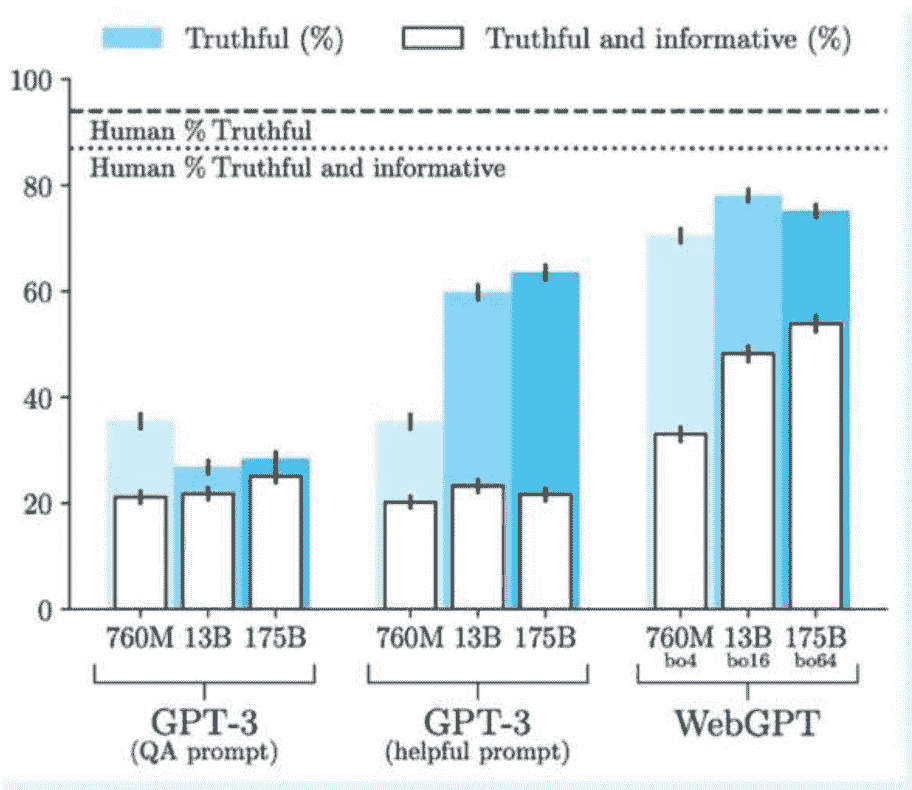 Truthful (%) Truthful and informative (%)
100
Human % Truthful
Human % Truthful and informative
80
60
40
20
0
760M 13B 175B 760M 13B 175B 760M 13B 175B
bo4 bo16 bo64
GPT-3 GPT-3 WebGPT
(QA prompt) (helpful prompt)